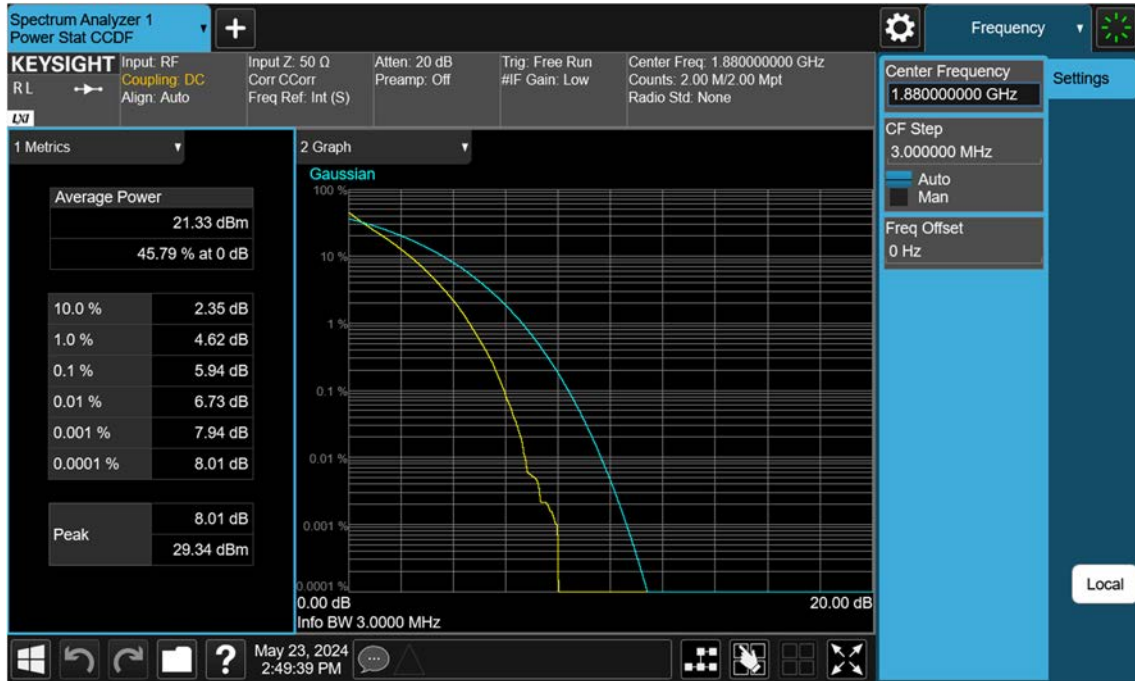 Spectrum Analyzer 1
Power Stat CCDF
Frequency
KEYSIGHT
R L
LXI
Input: RF
Coupling: DC
Align: Auto
Input Z: 50 Ω
Corr CCorr
Freq Ref: Int (S)
Atten: 20 dB
Preamp: Off
Trig: Free Run
#IF Gain: Low
Center Freq: 1.880000000 GHz
Counts: 2.00 M/2.00 Mpt
Radio Std: None
Center Frequency
1.880000000 GHz
Settings
CF Step
3.000000 MHz
Auto
Man
Freq Offset
0 Hz
Local
1 Metrics
Average Power
21.33 dBm
45.79 % at 0 dB
10.0 % 2.35 dB
1.0 % 4.62 dB
0.1 % 5.94 dB
0.01 % 6.73 dB
0.001 % 7.94 dB
0.0001 % 8.01 dB
Peak
8.01 dB
29.34 dBm
2 Graph
Gaussian
100 %
10 %
1 %
0.1 %
0.01 %
0.001 %
0.0001 %
0.00 dB 20.00 dB
Info BW 3.0000 MHz
?
May 23, 2024
2:49:39 PM